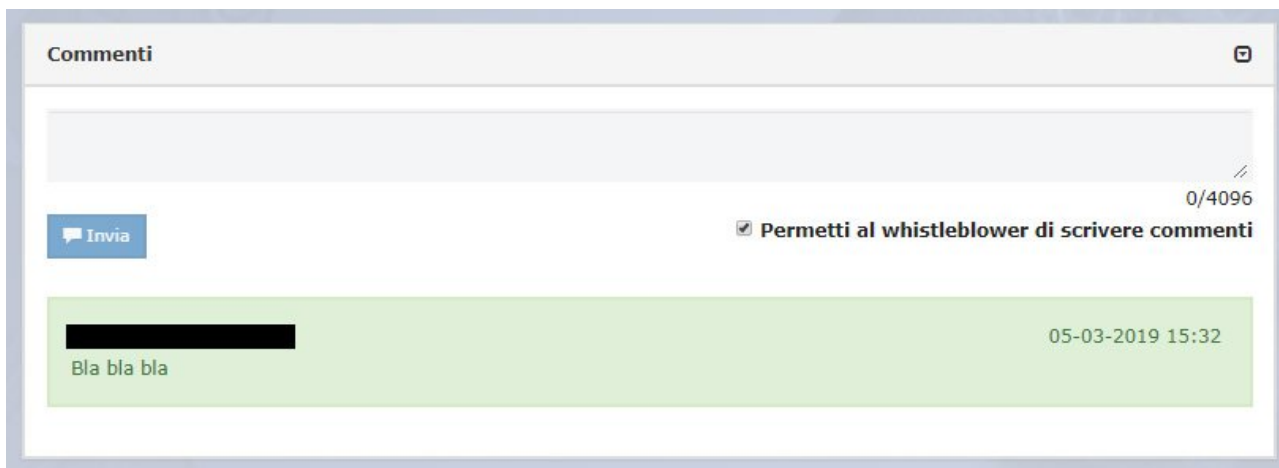 Commenti
0/4096
Invia
Permetti al whistleblower di scrivere commenti
05-03-2019 15:32
Bla bla bla